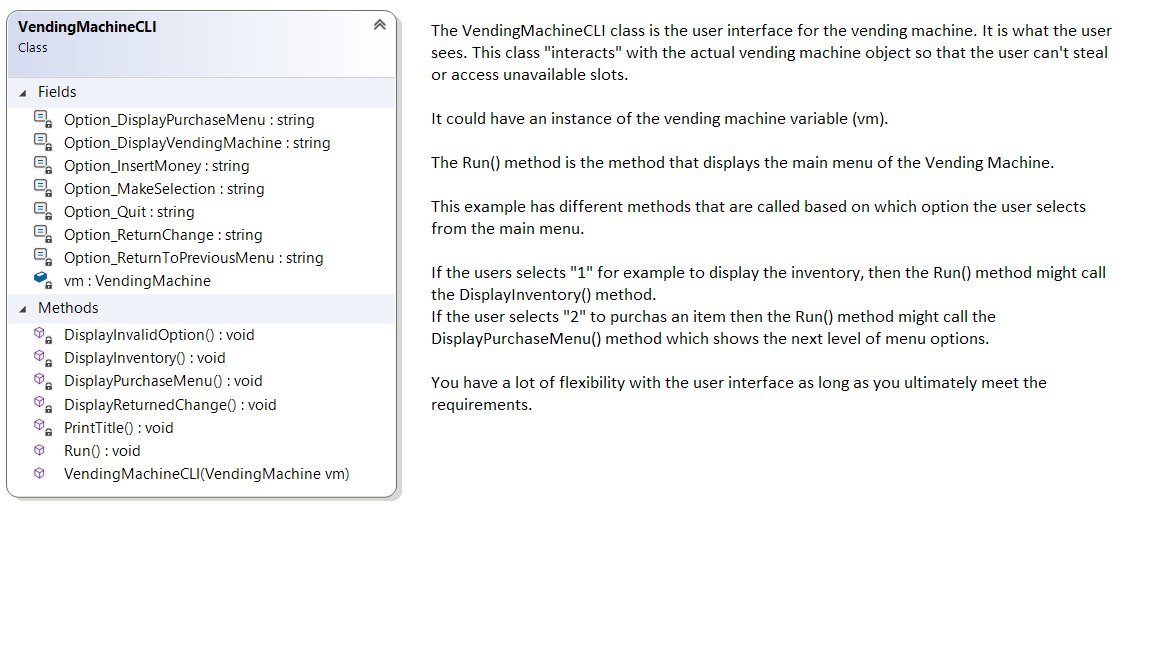 VendingMachineCLI
Class
Fields
Option_DisplayPurchaseMenu : string
Option_DisplayVendingMachine : string
Option_InsertMoney : string
Option_MakeSelection : string
Option_Quit : string
Option_ReturnChange : string
Option_ReturnToPreviousMenu : string
vm : VendingMachine
Methods
DisplayInvalidOption() : void
DisplayInventory() : void
DisplayPurchaseMenu() : void
DisplayReturnedChange() : void
PrintTitle() : void
Run() : void
VendingMachineCLI(VendingMachine vm)
The VendingMachineCLI class is the user interface for the vending machine. It is what the user
sees. This class "interacts" with the actual vending machine object so that the user can't steal
or access unavailable slots.
It could have an instance of the vending machine variable (vm).
The Run() method is the method that displays the main menu of the Vending Machine.
This example has different methods that are called based on which option the user selects
from the main menu.
If the users selects "1" for example to display the inventory, then the Run() method might call
the DisplayInventory() method.
If the user selects "2" to purchas an item then the Run() method might call the
DisplayPurchaseMenu() method which shows the next level of menu options.
You have a lot of flexibility with the user interface as long as you ultimately meet the
requirements.